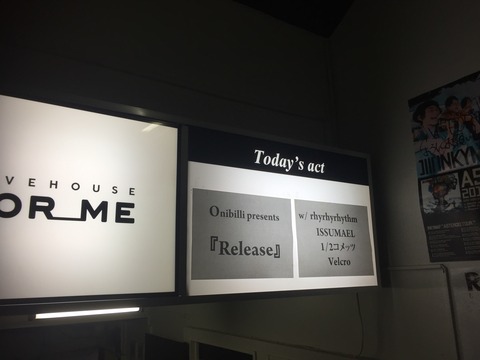 VEHOUSE
OR_ME
Today's act
Onibilli presents
『Release』
w/ rhyrhyrhythm
ISSUMAEL
1/2コメッツ
Velcro